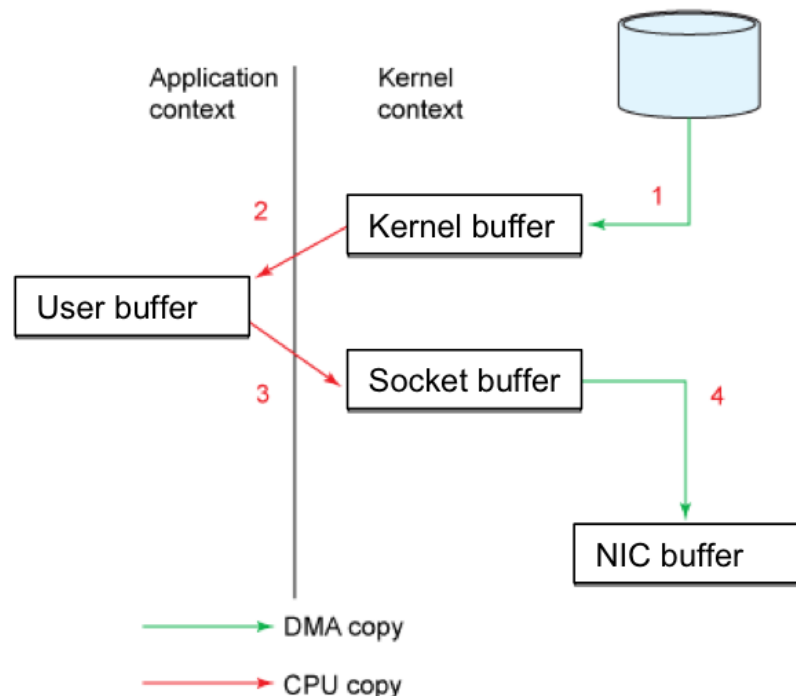 Application
context
Kernel
context
1
2
Kernel buffer
User buffer
3
Socket buffer
4
NIC buffer
DMA copy
CPU copy